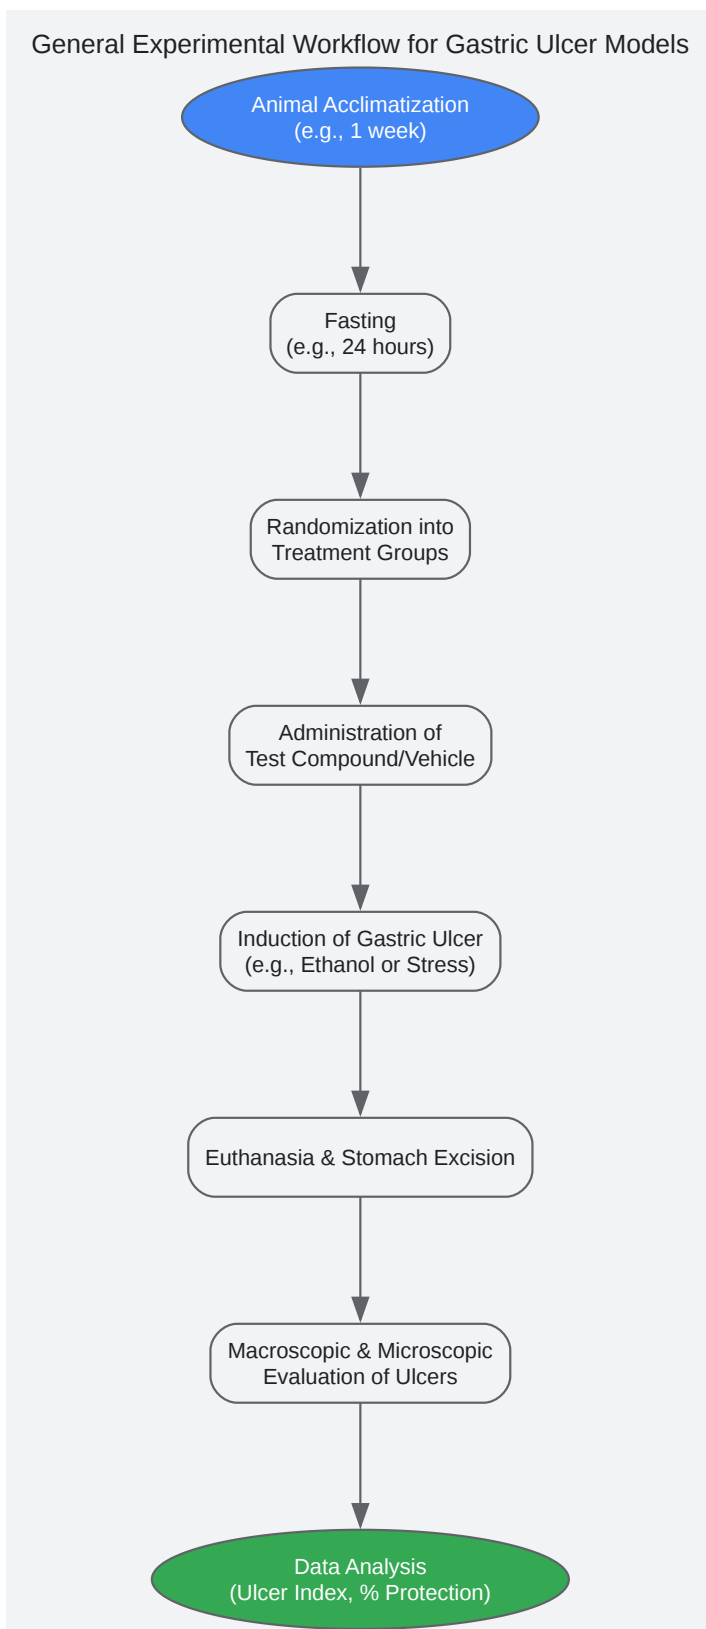 General Experimental Workflow for Gastric Ulcer Models
Animal Acclimatization
(e.g., 1 week)
Fasting
(e.g., 24 hours)
Randomization into
Treatment Groups
Administration of
Test Compound/Vehicle
Induction of Gastric Ulcer
(e.g., Ethanol or Stress)
Euthanasia & Stomach Excision
Macroscopic & Microscopic
Evaluation of Ulcers
Data Analysis
(Ulcer Index, % Protection)